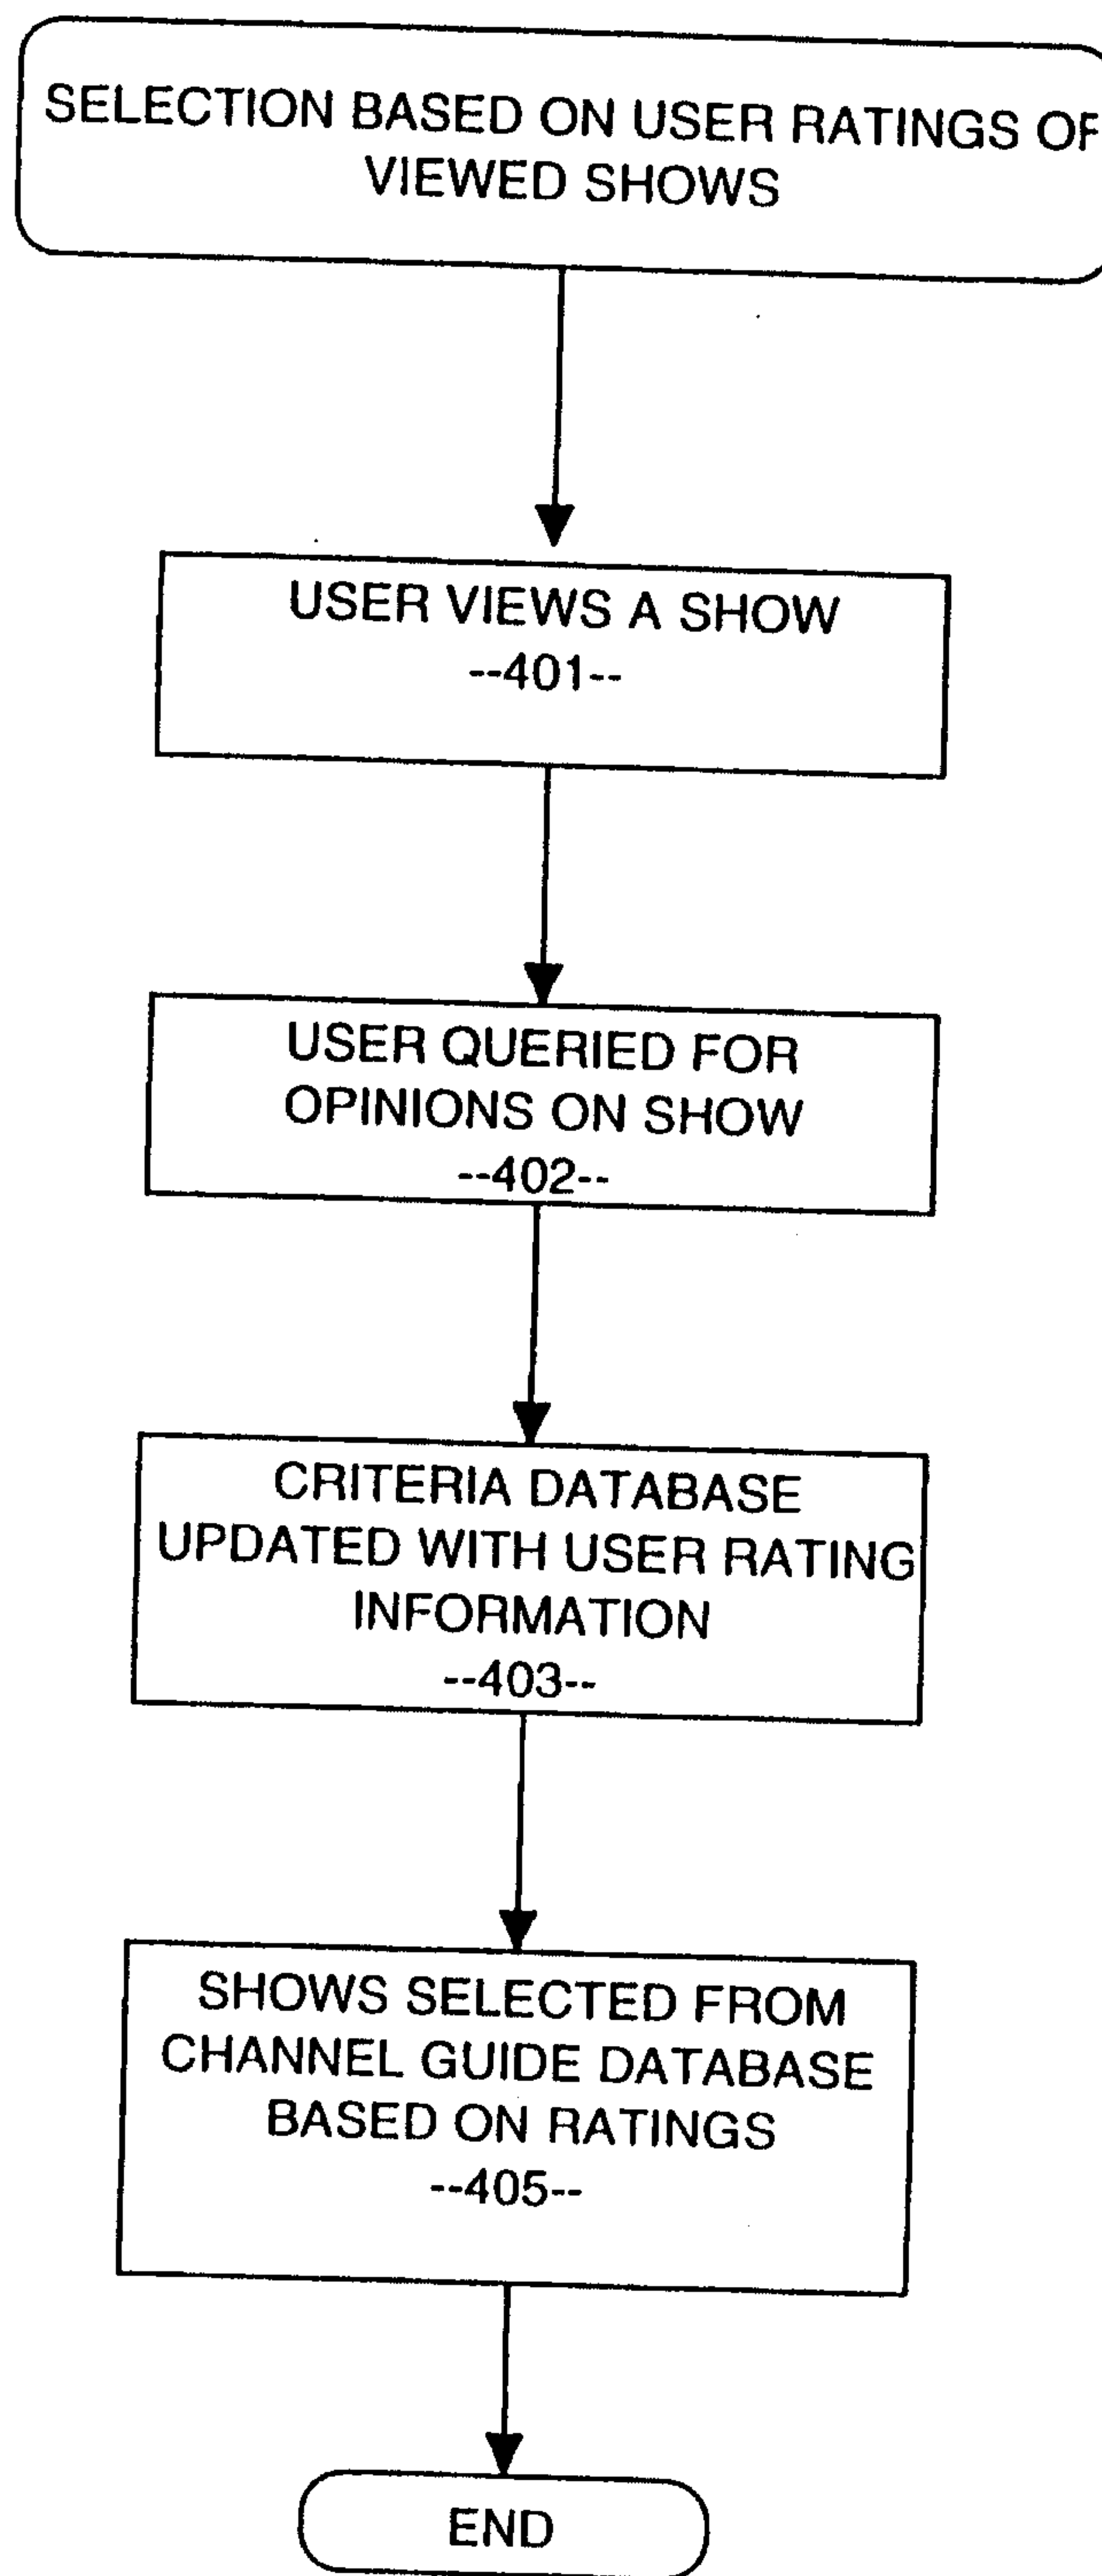 SELECTION BASED ON USER RATINGS OF
VIEWED SHOWS
USER VIEWS A SHOW
--401--
USER QUERIED FOR
OPINIONS ON SHOW
--402--
CRITERIA DATABASE
UPDATED WITH USER RATING
INFORMATION
--403--
SHOWS SELECTED FROM
CHANNEL GUIDE DATABASE
BASED ON RATINGS
--405--
END